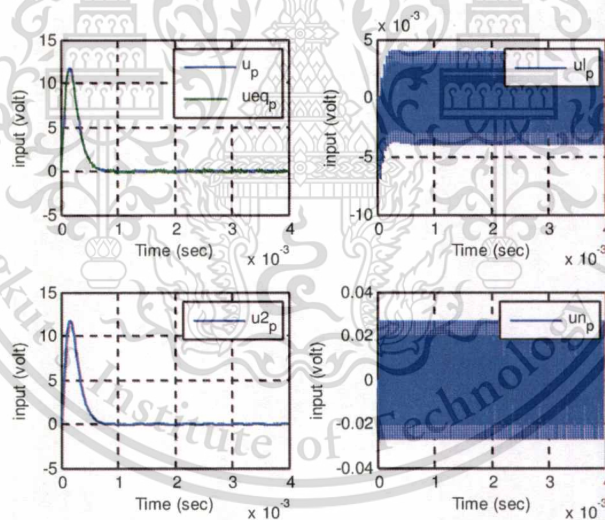 15
10
5
0
-5
input (volt)
u_p
ueq_p
0 1 2 3 4
Time (sec)
x 10^-3
x 10^-3
5
0
-5
-10
input (volt)
ul_p
0 1 2 3 4
Time (sec)
x 10^-3
15
10
5
0
-5
input (volt)
u2_p
0 1 2 3 4
Time (sec)
x 10^-3
0.04
0.02
0
-0.02
-0.04
input (volt)
un_p
0 1 2 3 4
Time (sec)
x 10^-3
Institute of Technology